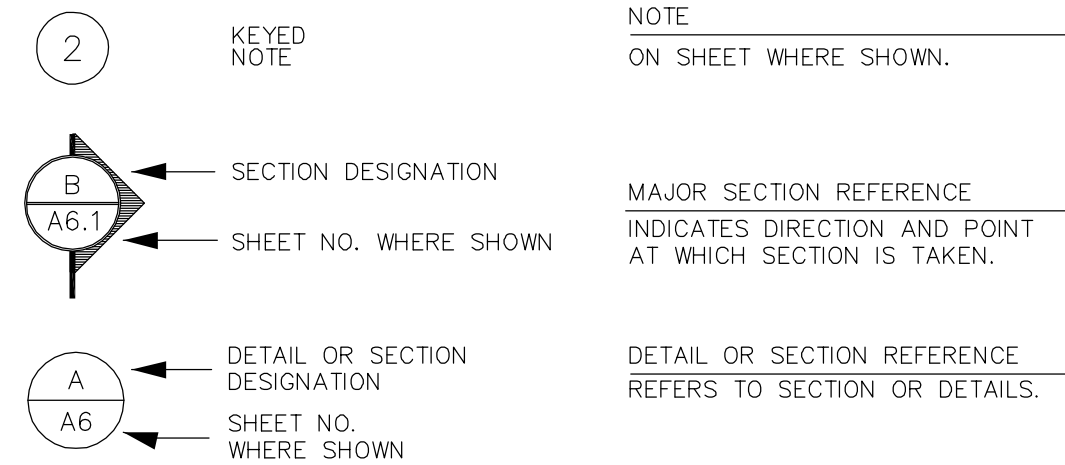 2
KEYED
NOTE
NOTE
ON SHEET WHERE SHOWN.
B
A6.1
SECTION DESIGNATION
SHEET NO. WHERE SHOWN
MAJOR SECTION REFERENCE
INDICATES DIRECTION AND POINT
AT WHICH SECTION IS TAKEN.
A
A6
DETAIL OR SECTION
DESIGNATION
SHEET NO.
WHERE SHOWN
DETAIL OR SECTION REFERENCE
REFERS TO SECTION OR DETAILS.